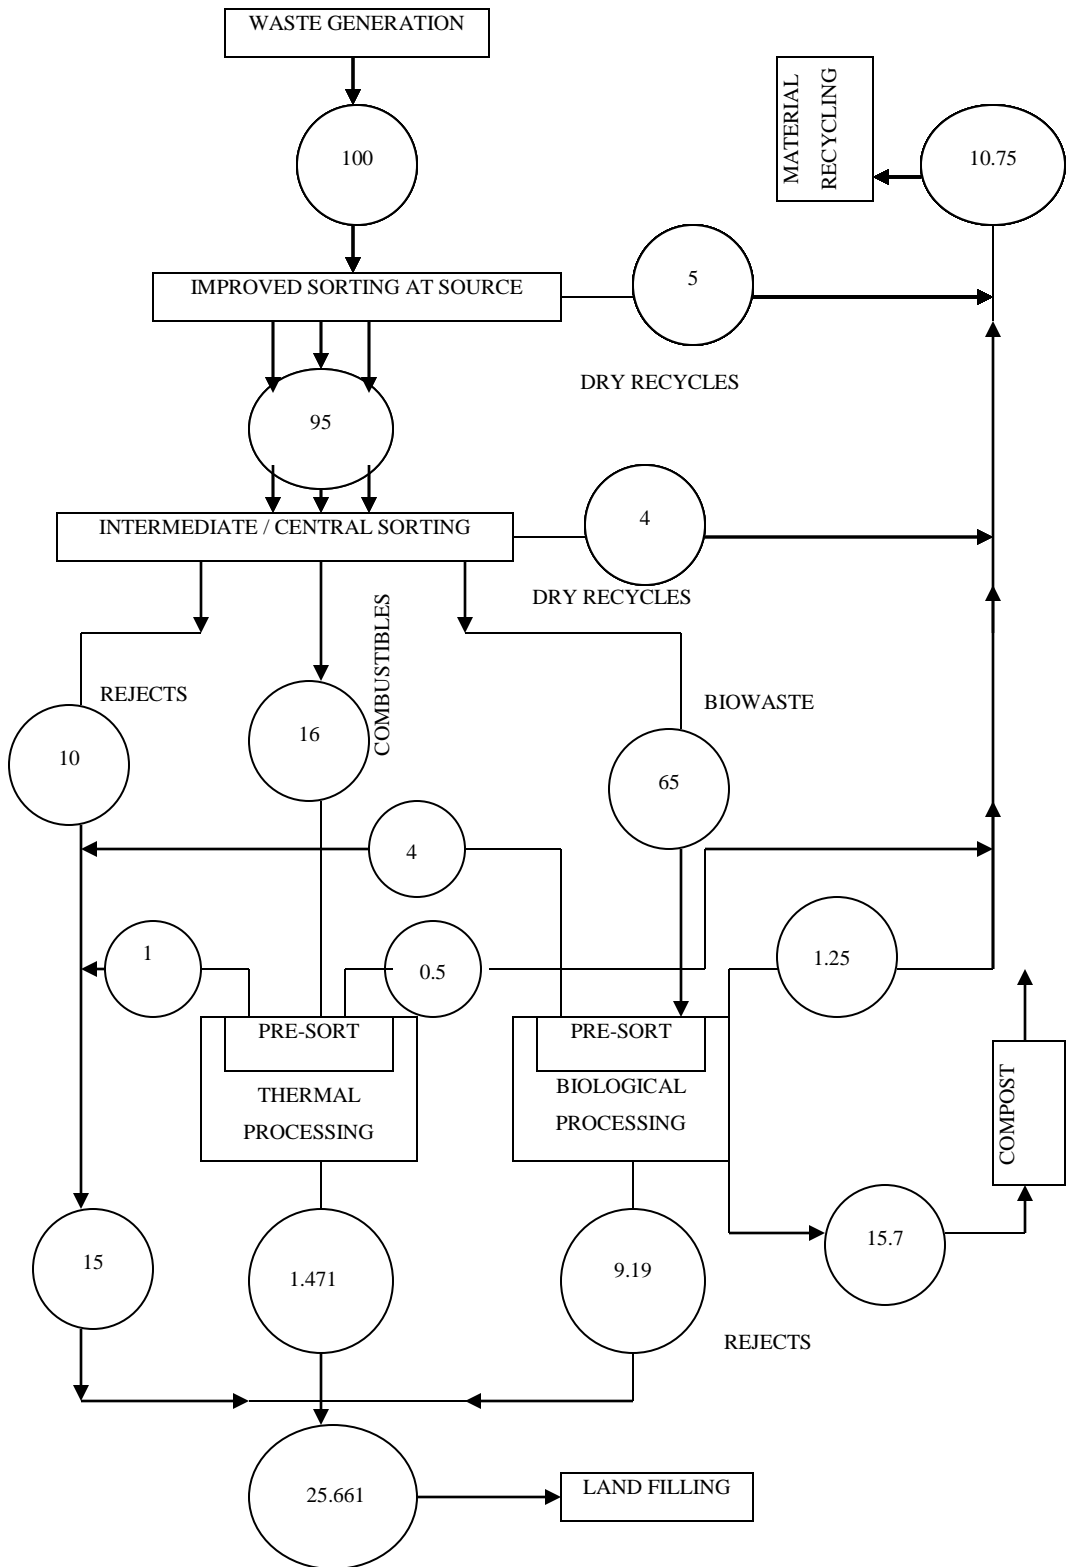 WASTE GENERATION
MATERIAL
RECYCLING
100
10.75
IMPROVED SORTING AT SOURCE
5
DRY RECYCLES
95
INTERMEDIATE / CENTRAL SORTING
4
DRY RECYCLES
COMBUSTIBLES
REJECTS
BIOWASTE
10
16
65
4
1
0.5
1.25
PRE-SORT
THERMAL
PROCESSING
PRE-SORT
BIOLOGICAL
PROCESSING
COMPOST
15
1.471
9.19
15.7
REJECTS
25.661
LAND FILLING